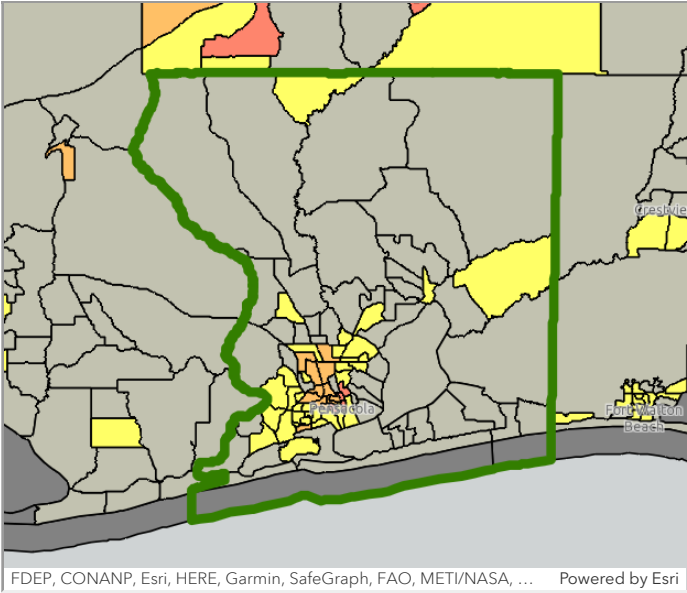 Crestvie
Pensacola
Fort Walton
Beach
FDEP, CONANP, Esri, HERE, Garmin, SafeGraph, FAO, METI/NASA, ... Powered by Esri